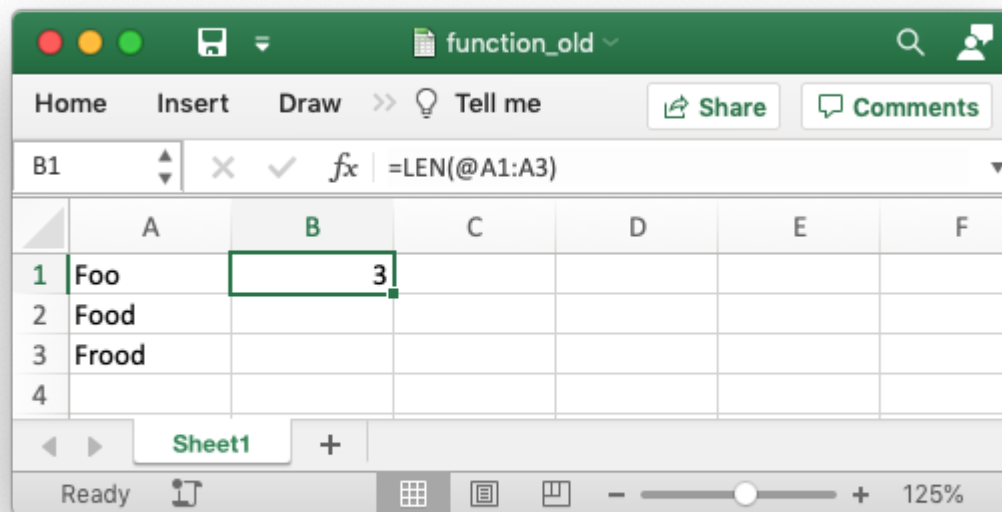 function_old
Home Insert Draw >> Tell me Share Comments
B1 fx =LEN(@A1:A3)
A B C D E F
1 Foo 3
2 Food
3 Frood
4
Sheet1 +
Ready - + 125%